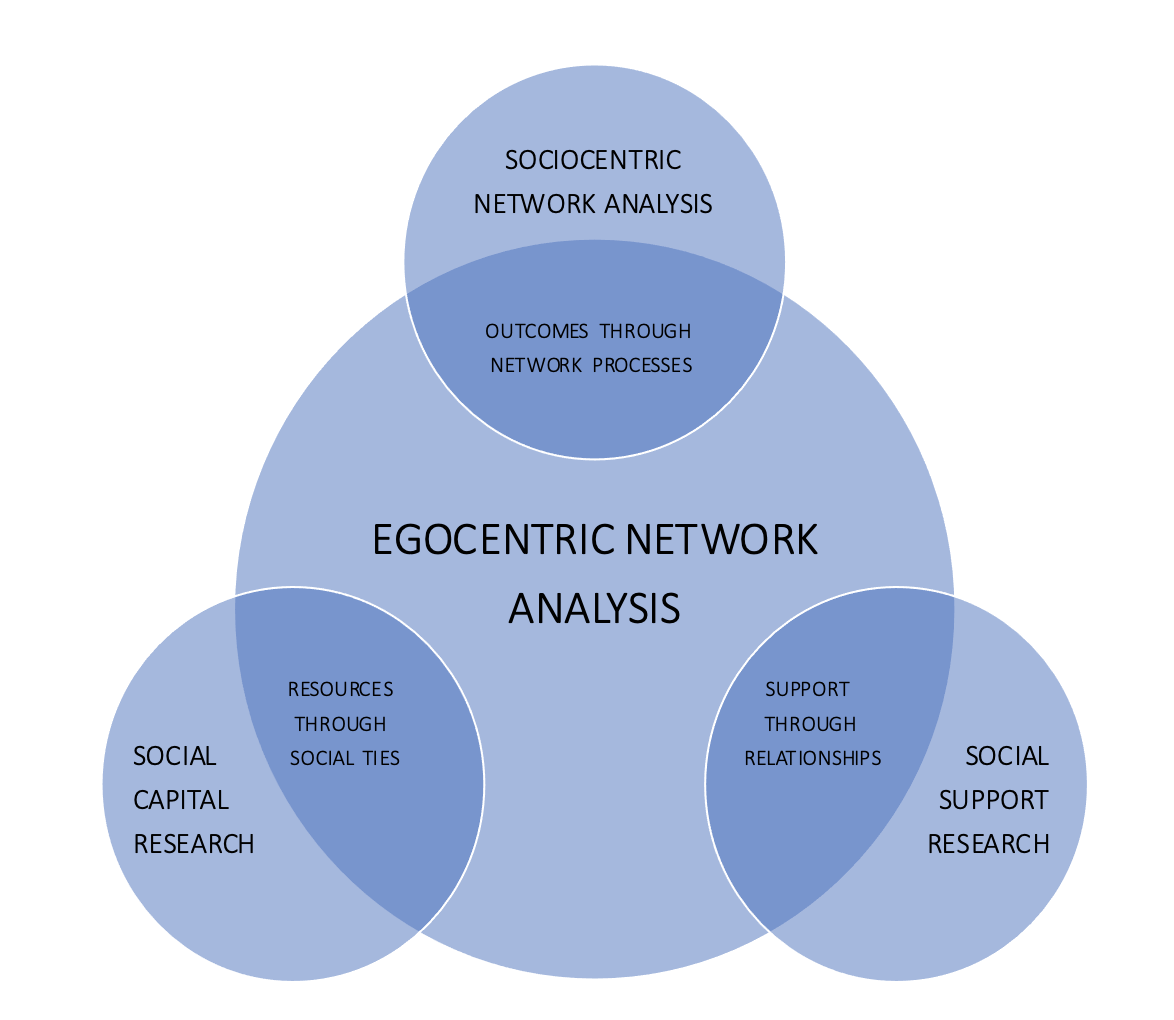 SOCIOCENTRIC
NETWORK ANALYSIS
OUTCOMES THROUGH
NETWORK PROCESSES
EGOCENTRIC NETWORK
ANALYSIS
RESOURCES
THROUGH
SOCIAL TIES
SOCIAL
CAPITAL
RESEARCH
SUPPORT
THROUGH
RELATIONSHIPS
SOCIAL
SUPPORT
RESEARCH